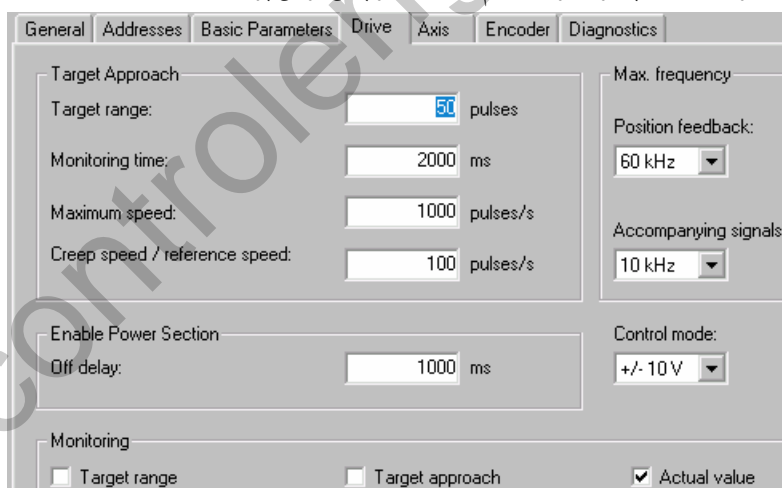 General Addresses Basic Parameters Drive Axis Encoder Diagnostics
Target Approach
Target range: 50 pulses
Monitoring time: 2000 ms
Maximum speed: 1000 pulses/s
Creep speed / reference speed: 100 pulses/s
Max. frequency
Position feedback:
60 kHz
Accompanying signals
10 kHz
Enable Power Section
Off delay: 1000 ms
Control mode:
+/- 10 V
Monitoring
Target range Target approach Actual value